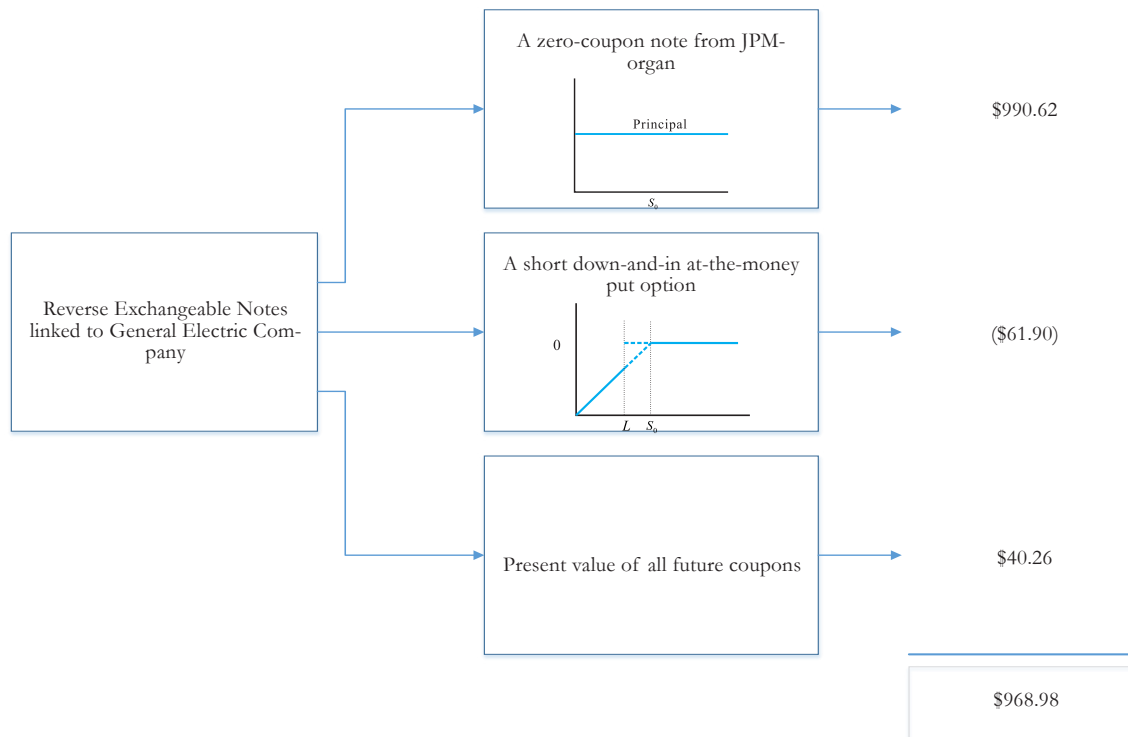 A zero-coupon note from JPM-
organ
Principal
S₀
$990.62
Reverse Exchangeable Notes
linked to General Electric Com-
pany
A short down-and-in at-the-money
put option
0
L S₀
($61.90)
Present value of all future coupons
$40.26
$968.98